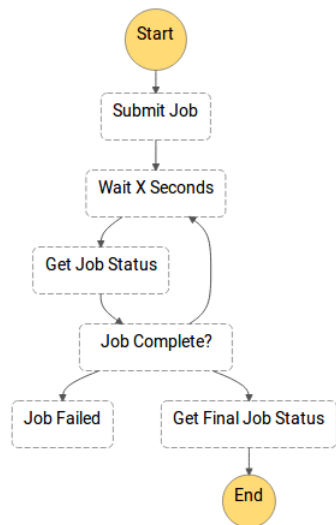 Start
Submit Job
Wait X Seconds
Get Job Status
Job Complete?
Job Failed
Get Final Job Status
End